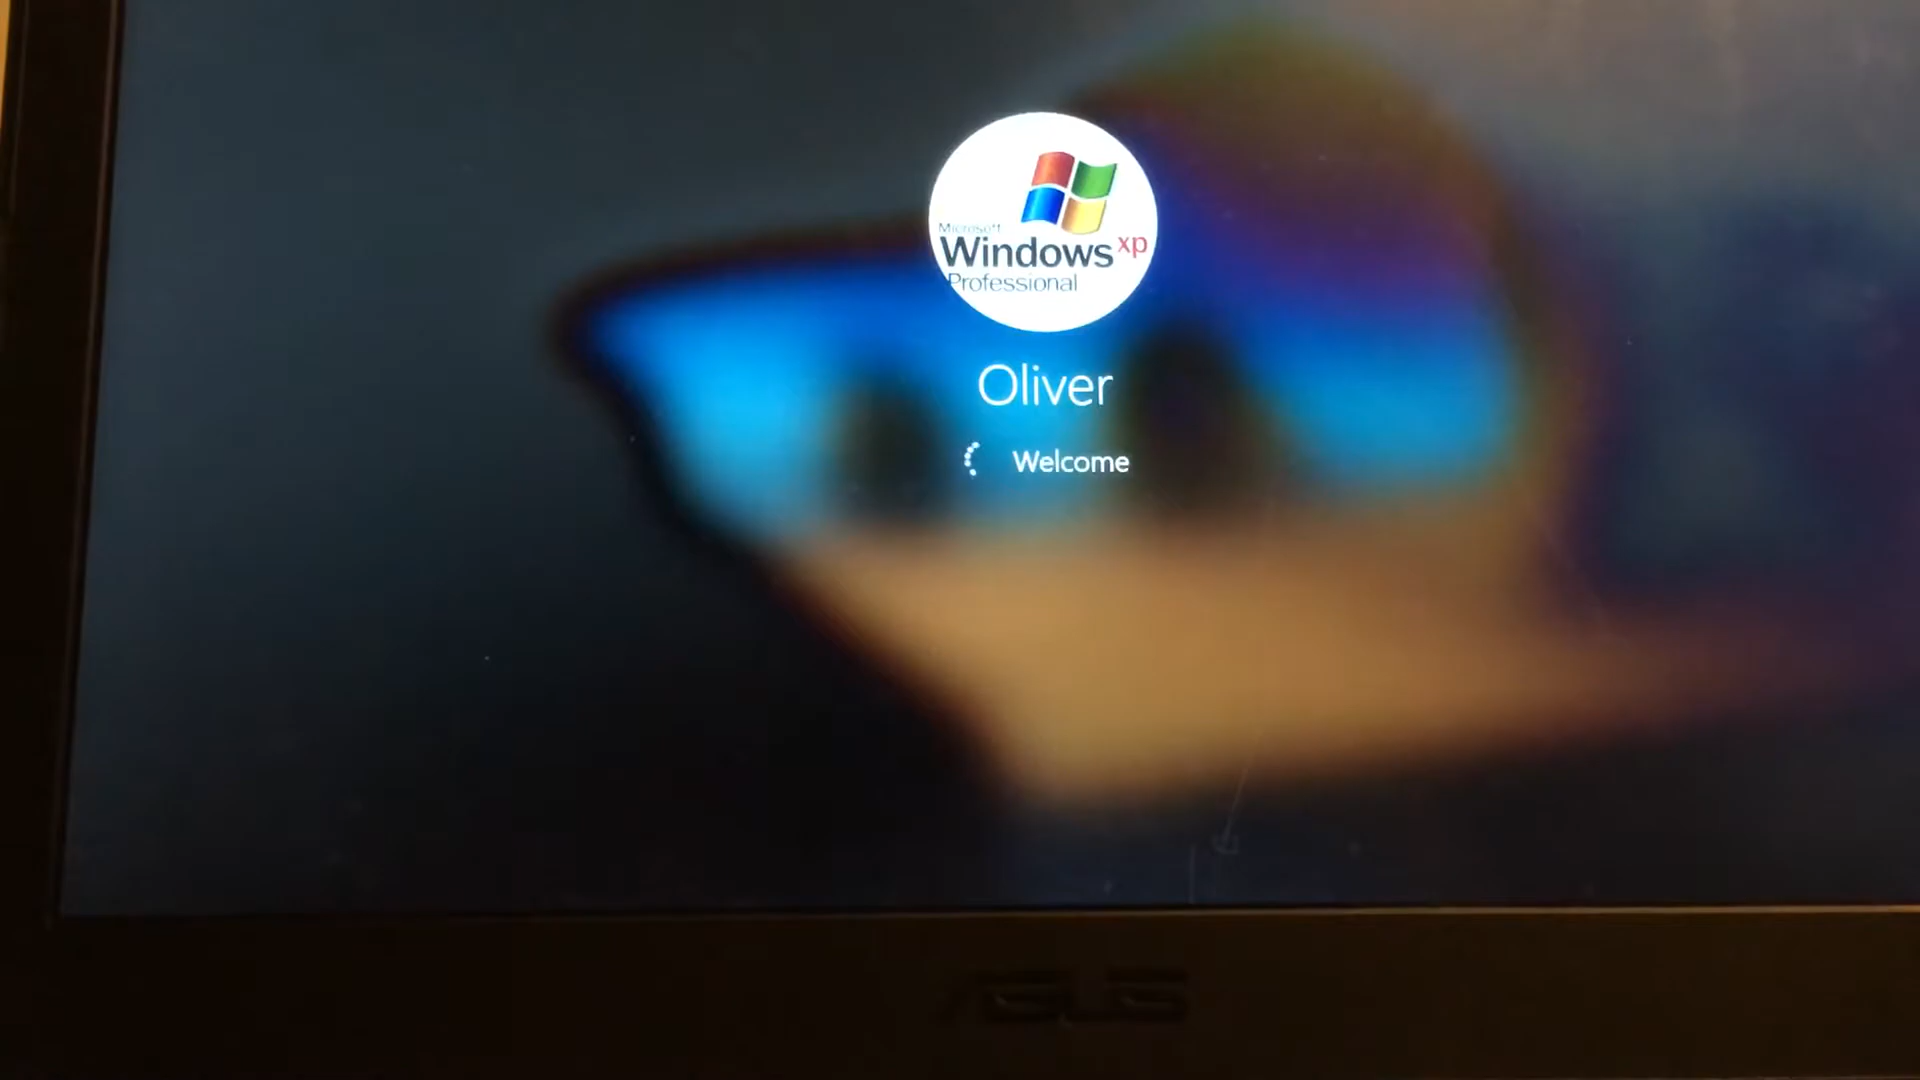 Microsoft
Windows xp
Professional
Oliver
Welcome
ASUS